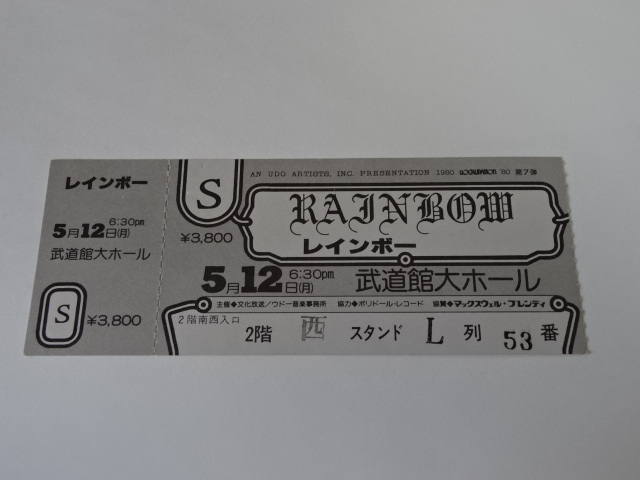 レインボー
5月12日(月) 6:30pm
武道館大ホール
S ¥3,800
S
¥3,800
AN UDO ARTISTS, INC. PRESENTATION 1980 ROCKUPATION '80 第7弾
RAINBOW
レインボー
5月12日(月) 6:30pm 武道館大ホール
主催◆文化放送/ウドー音楽事務所 協力◆ポリドール・レコード 協賛◆マックスウェル・ブレンディ
2階南西入口
2階 西 スタンド L 列 53 番